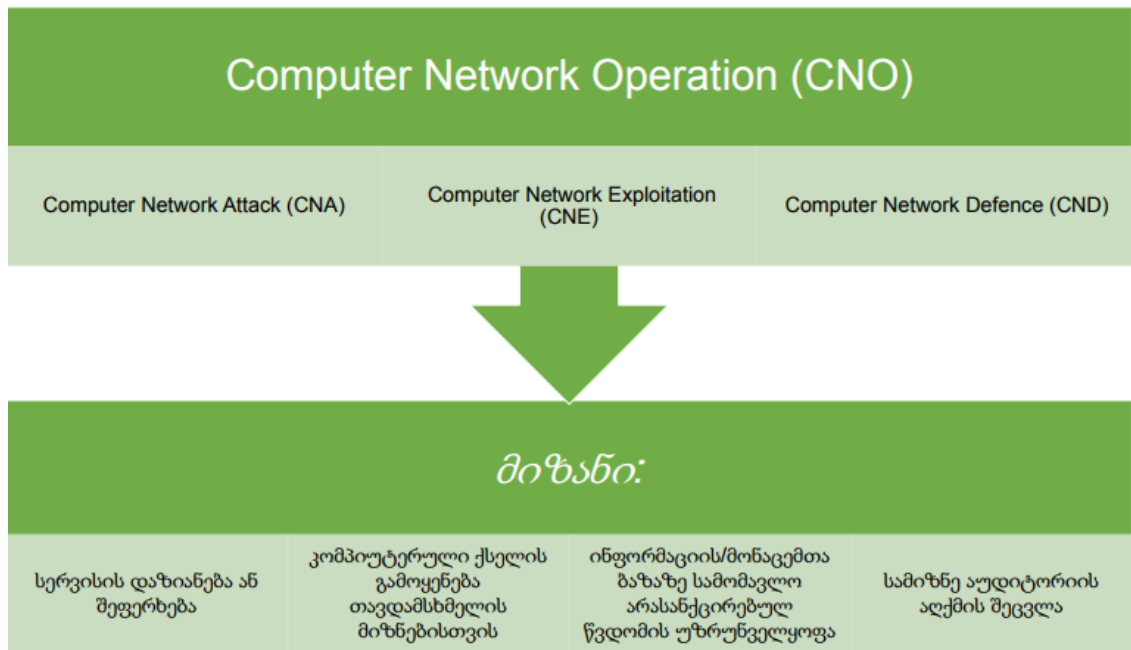 Computer Network Operation (CNO)
Computer Network Attack (CNA)
Computer Network Exploitation
(CNE)
Computer Network Defence (CND)
მიზანი:
სერვისის დაზიანება ან
შეფერხება
კომპიუტერული ქსელის
გამოყენება
თავდამსხმელის
მიზნებისთვის
ინფორმაციის/მონაცემთა
ბაზაზე სამომავლო
არასანქცირებულ
წვდომის უზრუნველყოფა
სამიზნე აუდიტორიის
აღქმის შეცვლა